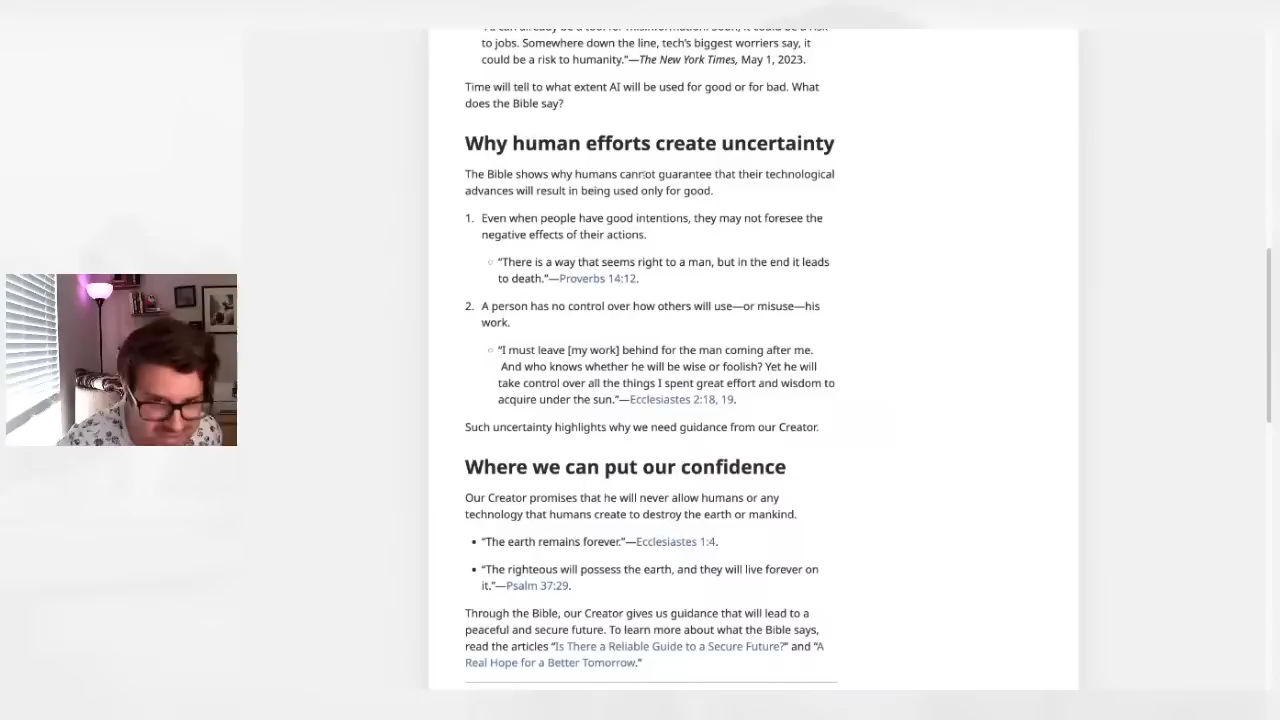 to jobs. Somewhere down the line, tech's biggest worriers say, it
could be a risk to humanity.”—The New York Times, May 1, 2023.
Time will tell to what extent AI will be used for good or for bad. What
does the Bible say?
Why human efforts create uncertainty
The Bible shows why humans cannot guarantee that their technological
advances will result in being used only for good.
1. Even when people have good intentions, they may not foresee the
negative effects of their actions.
○ “There is a way that seems right to a man, but in the end it leads
to death.”—Proverbs 14:12.
2. A person has no control over how others will use—or misuse—his
work.
○ “I must leave [my work] behind for the man coming after me.
And who knows whether he will be wise or foolish? Yet he will
take control over all the things I spent great effort and wisdom to
acquire under the sun.”—Ecclesiastes 2:18, 19.
Such uncertainty highlights why we need guidance from our Creator.
Where we can put our confidence
Our Creator promises that he will never allow humans or any
technology that humans create to destroy the earth or mankind.
• “The earth remains forever.”—Ecclesiastes 1:4.
• “The righteous will possess the earth, and they will live forever on
it.”—Psalm 37:29.
Through the Bible, our Creator gives us guidance that will lead to a
peaceful and secure future. To learn more about what the Bible says,
read the articles “Is There a Reliable Guide to a Secure Future?” and “A
Real Hope for a Better Tomorrow.”